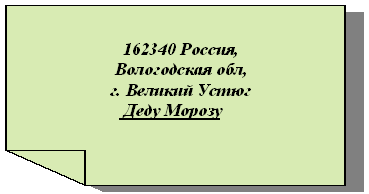 162340 Россия,
Вологодская обл,
г. Великий Устюг
Деду Морозу